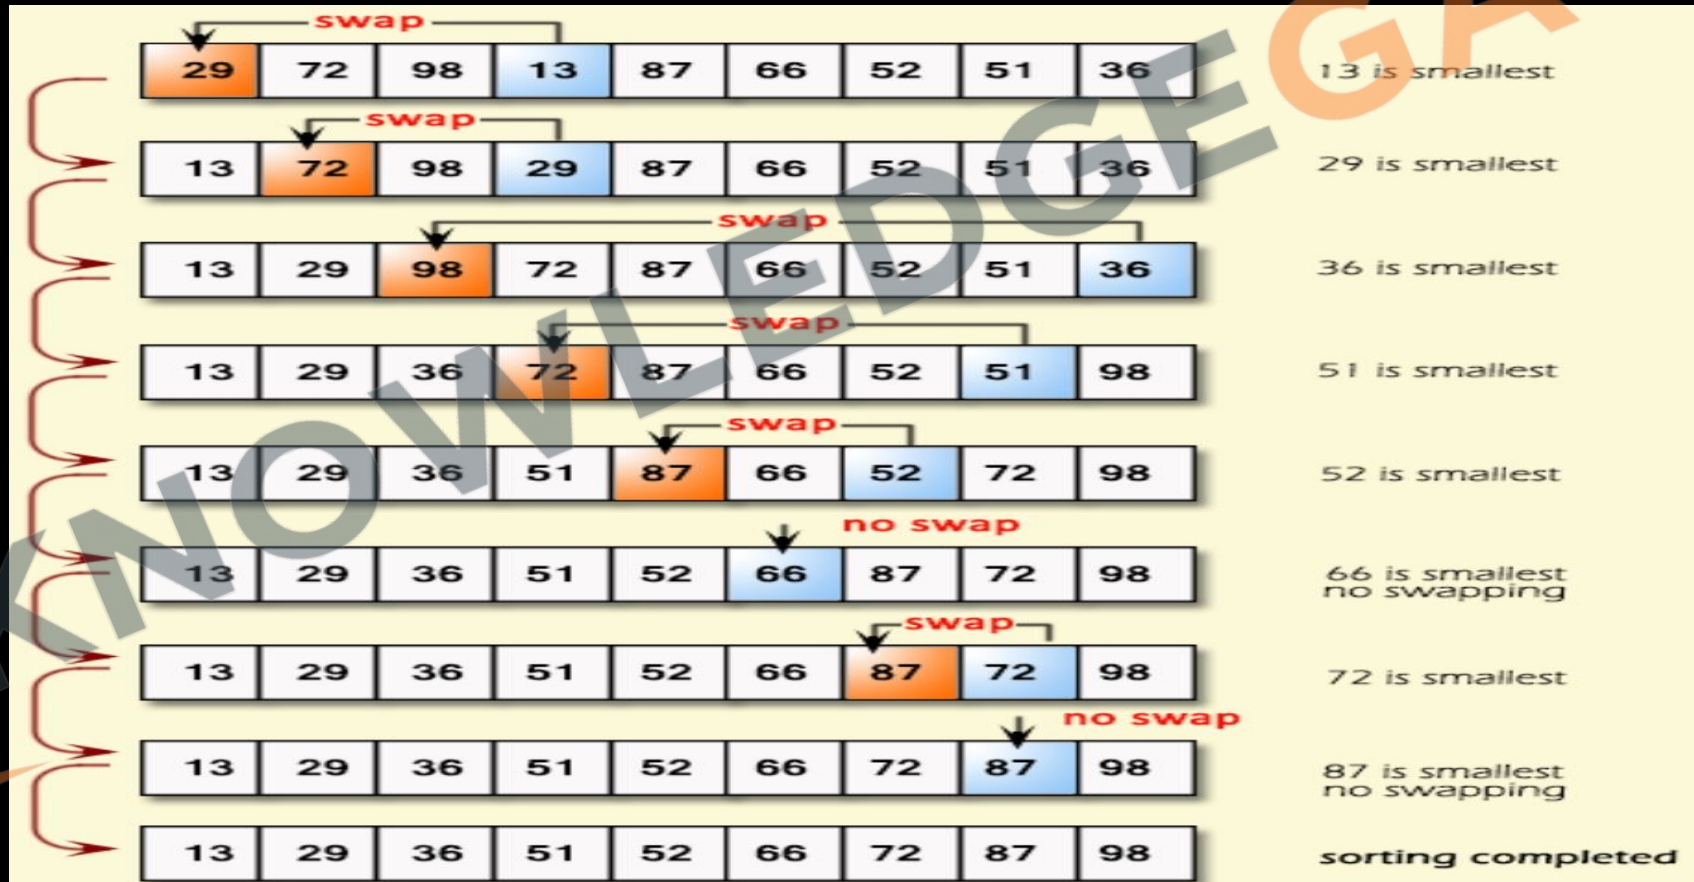 swap
29 72 98 13 87 66 52 51 36 13 is smallest
swap
13 72 98 29 87 66 52 51 36 29 is smallest
swap
13 29 98 72 87 66 52 51 36 36 is smallest
swap
13 29 36 72 87 66 52 51 98 51 is smallest
swap
13 29 36 51 87 66 52 72 98 52 is smallest
no swap
13 29 36 51 52 66 87 72 98 66 is smallest
no swapping
swap
13 29 36 51 52 66 87 72 98 72 is smallest
no swap
13 29 36 51 52 66 72 87 98 87 is smallest
no swapping
13 29 36 51 52 66 72 87 98 sorting completed
KNOWLEDGEGA